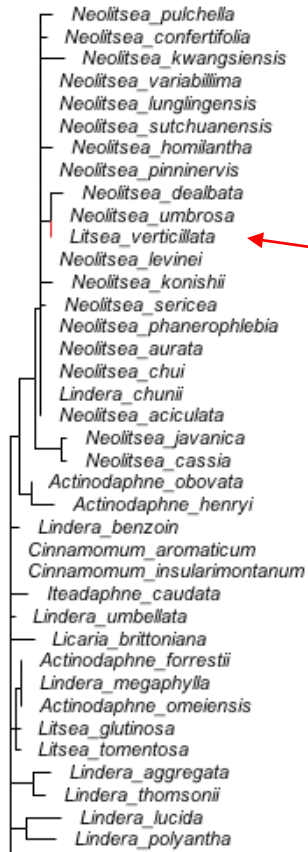 Neolitsea_pulchella
Neolitsea_confertifolia
Neolitsea_kwangsiensis
Neolitsea_variabillima
Neolitsea_lunglingensis
Neolitsea_sutchuanensis
Neolitsea_homilantha
Neolitsea_pinninervis
Neolitsea_dealbata
Neolitsea_umbrosa
Litsea_verticillata
Neolitsea_levinei
Neolitsea_konishii
Neolitsea_sericea
Neolitsea_phanerophlebia
Neolitsea_aurata
Neolitsea_chui
Lindera_chunii
Neolitsea_aciculata
Neolitsea_javanica
Neolitsea_cassia
Actinodaphne_obovata
Actinodaphne_henryi
Lindera_benzoin
Cinnamomum_aromaticum
Cinnamomum_insularimontanum
Iteadaphne_caudata
Lindera_umbellata
Licaria_brittoniana
Actinodaphne_forrestii
Lindera_megaphylla
Actinodaphne_omeiensis
Litsea_glutinosa
Litsea_tomentosa
Lindera_aggregata
Lindera_thomsonii
Lindera_lucida
Lindera_polyantha